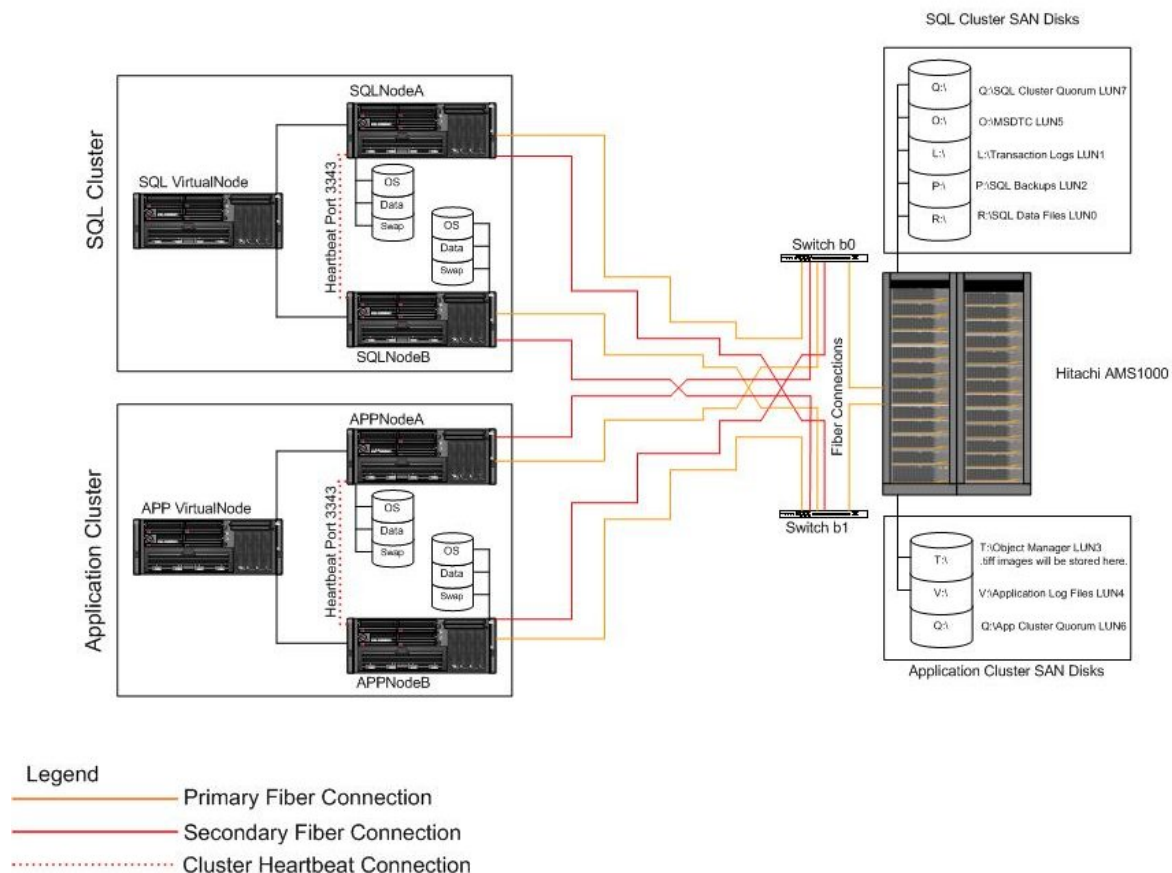 SQL Cluster SAN Disks
Q:\
Q:\SQL Cluster Quorum LUN7
O:\
O:\MSDTC LUN5
L:\
L:\Transaction Logs LUN1
P:\
P:\SQL Backups LUN2
R:\
R:\SQL Data Files LUN0
SQL Cluster
SQLNodeA
SQL VirtualNode
Heartbeat Port 3343
OS
Data
Swap
OS
Data
Swap
SQLNodeB
Switch b0
Fiber Connections
Switch b1
Hitachi AMS1000
Application Cluster
APPNodeA
APP VirtualNode
Heartbeat Port 3343
OS
Data
Swap
OS
Data
Swap
APPNodeB
T:\
T:\Object Manager LUN3
.tiff images will be stored here.
V:\
V:\Application Log Files LUN4
Q:\
Q:\App Cluster Quorum LUN6
Application Cluster SAN Disks
Legend
Primary Fiber Connection
Secondary Fiber Connection
Cluster Heartbeat Connection